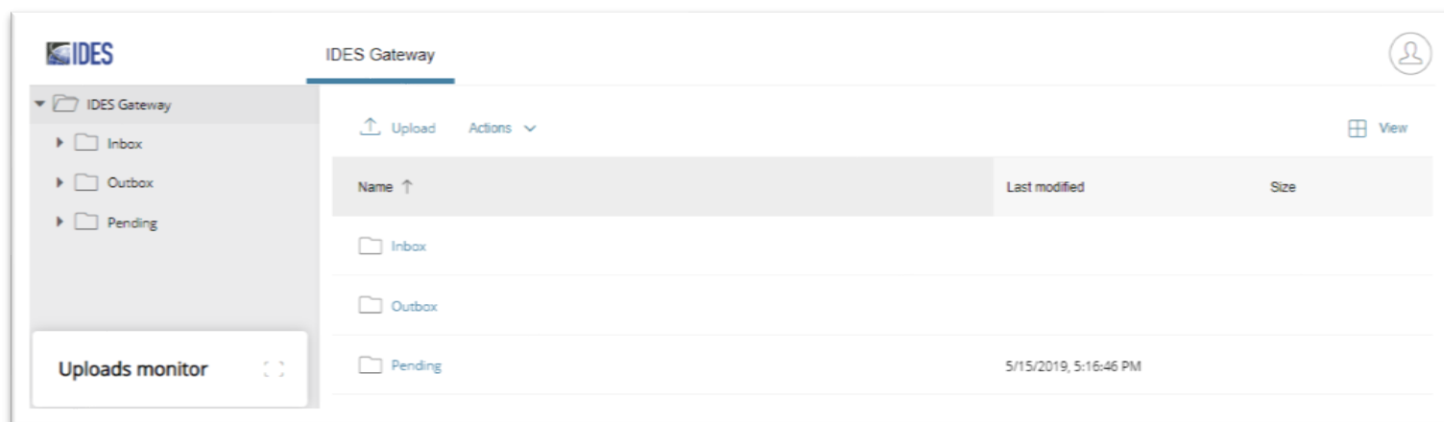 IDES
IDES Gateway
IDES Gateway
Inbox
Outbox
Pending
Uploads monitor
Upload Actions View
Name ↑ Last modified Size
Inbox
Outbox
Pending 5/15/2019, 5:16:46 PM